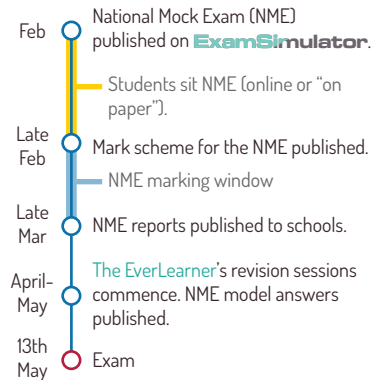 Feb
National Mock Exam (NME)
published on ExamSimulator.
Students sit NME (online or “on
paper”).
Late
Feb
Mark scheme for the NME published.
NME marking window
Late
Mar
NME reports published to schools.
April-
May
The EverLearner’s revision sessions
commence. NME model answers
published.
13th
May
Exam